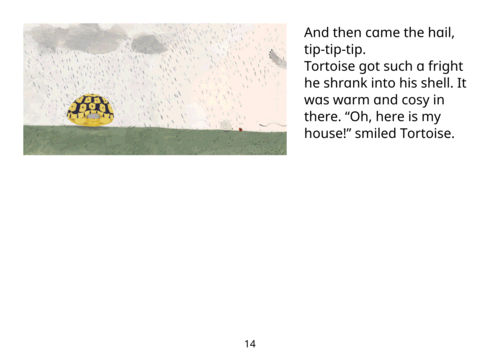 And then came the hail,
tip-tip-tip.
Tortoise got such a fright
he shrank into his shell. It
was warm and cosy in
there. “Oh, here is my
house!” smiled Tortoise.
14